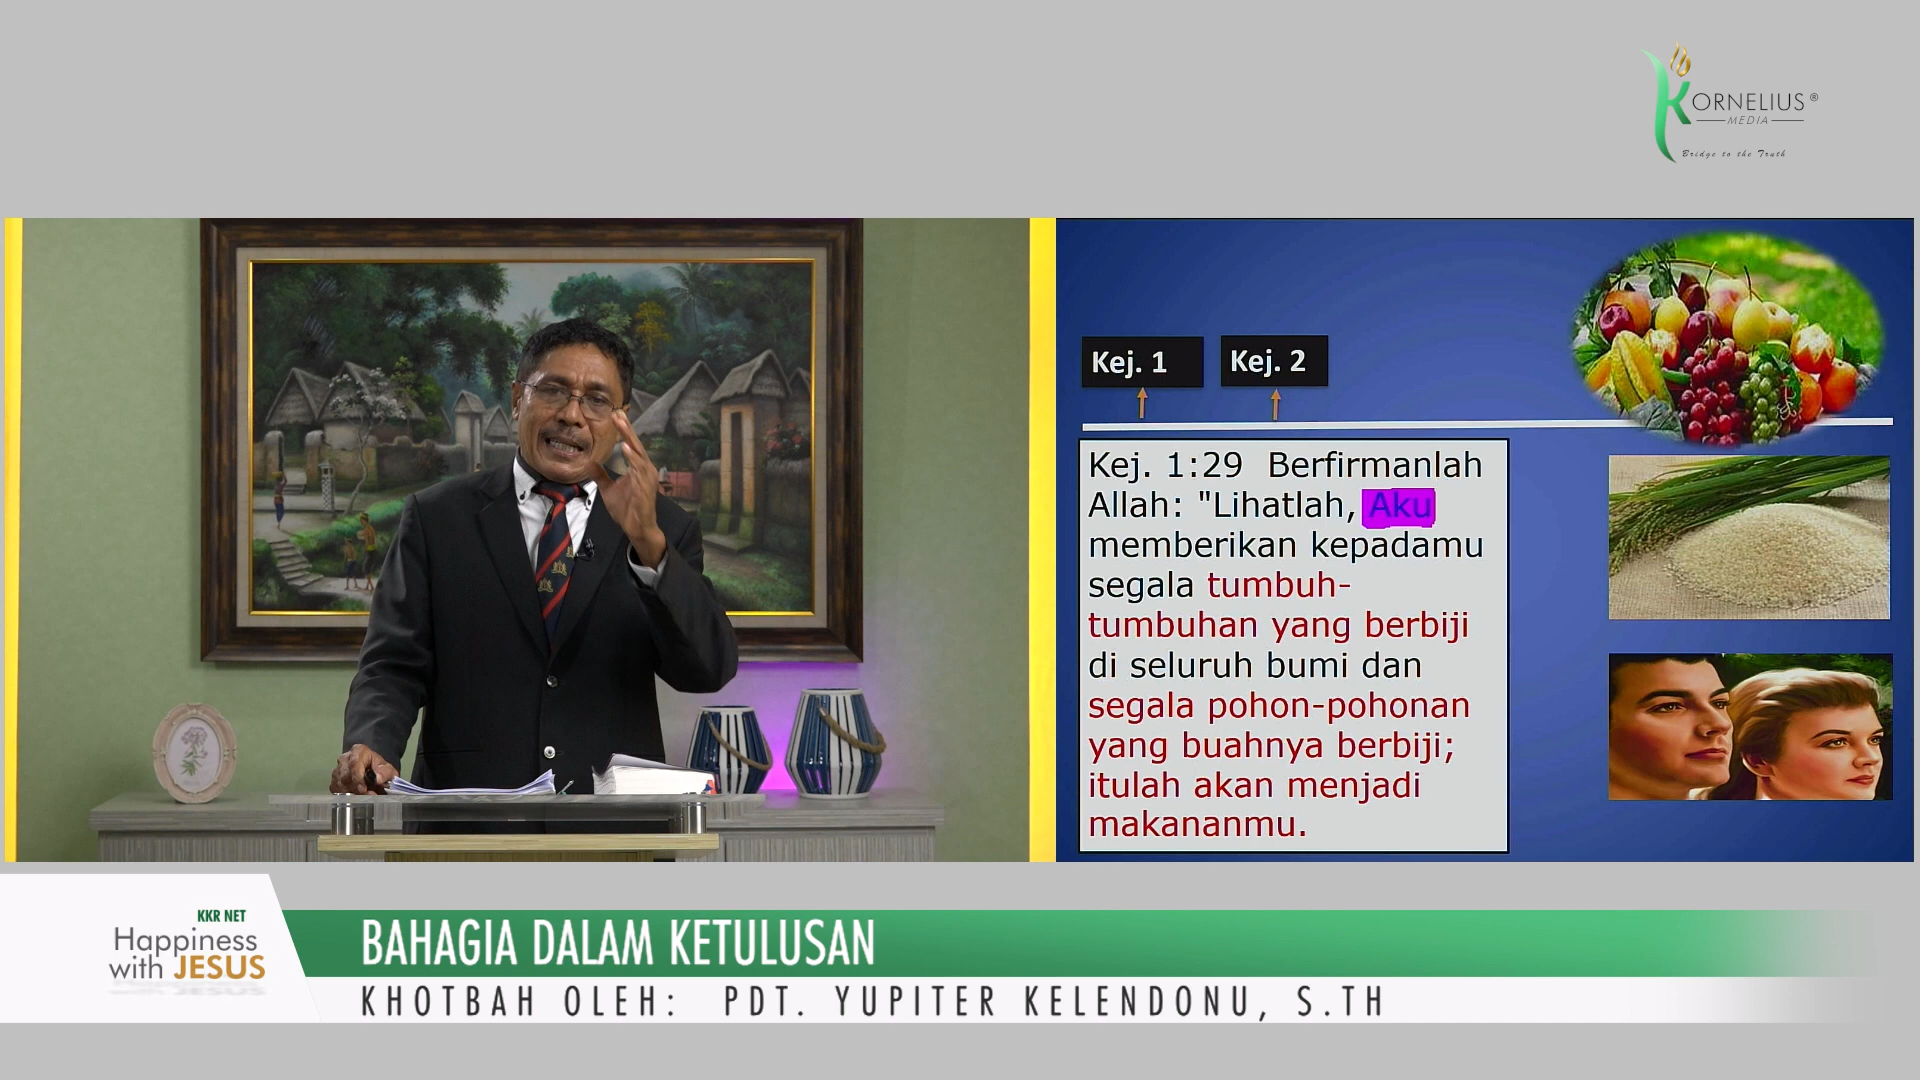 KORNELIUS®
MEDIA
Bridge to the Truth
Kej. 1
Kej. 2
Kej. 1:29 Berfirmanlah
Allah: "Lihatlah, Aku
memberikan kepadamu
segala tumbuh-
tumbuhan yang berbiji
di seluruh bumi dan
segala pohon-pohonan
yang buahnya berbiji;
itulah akan menjadi
makananmu.
KKR NET
Happiness
with JESUS
BAHAGIA DALAM KETULUSAN
KHOTBAH OLEH: PDT. YUPITER KELENDONU, S.TH